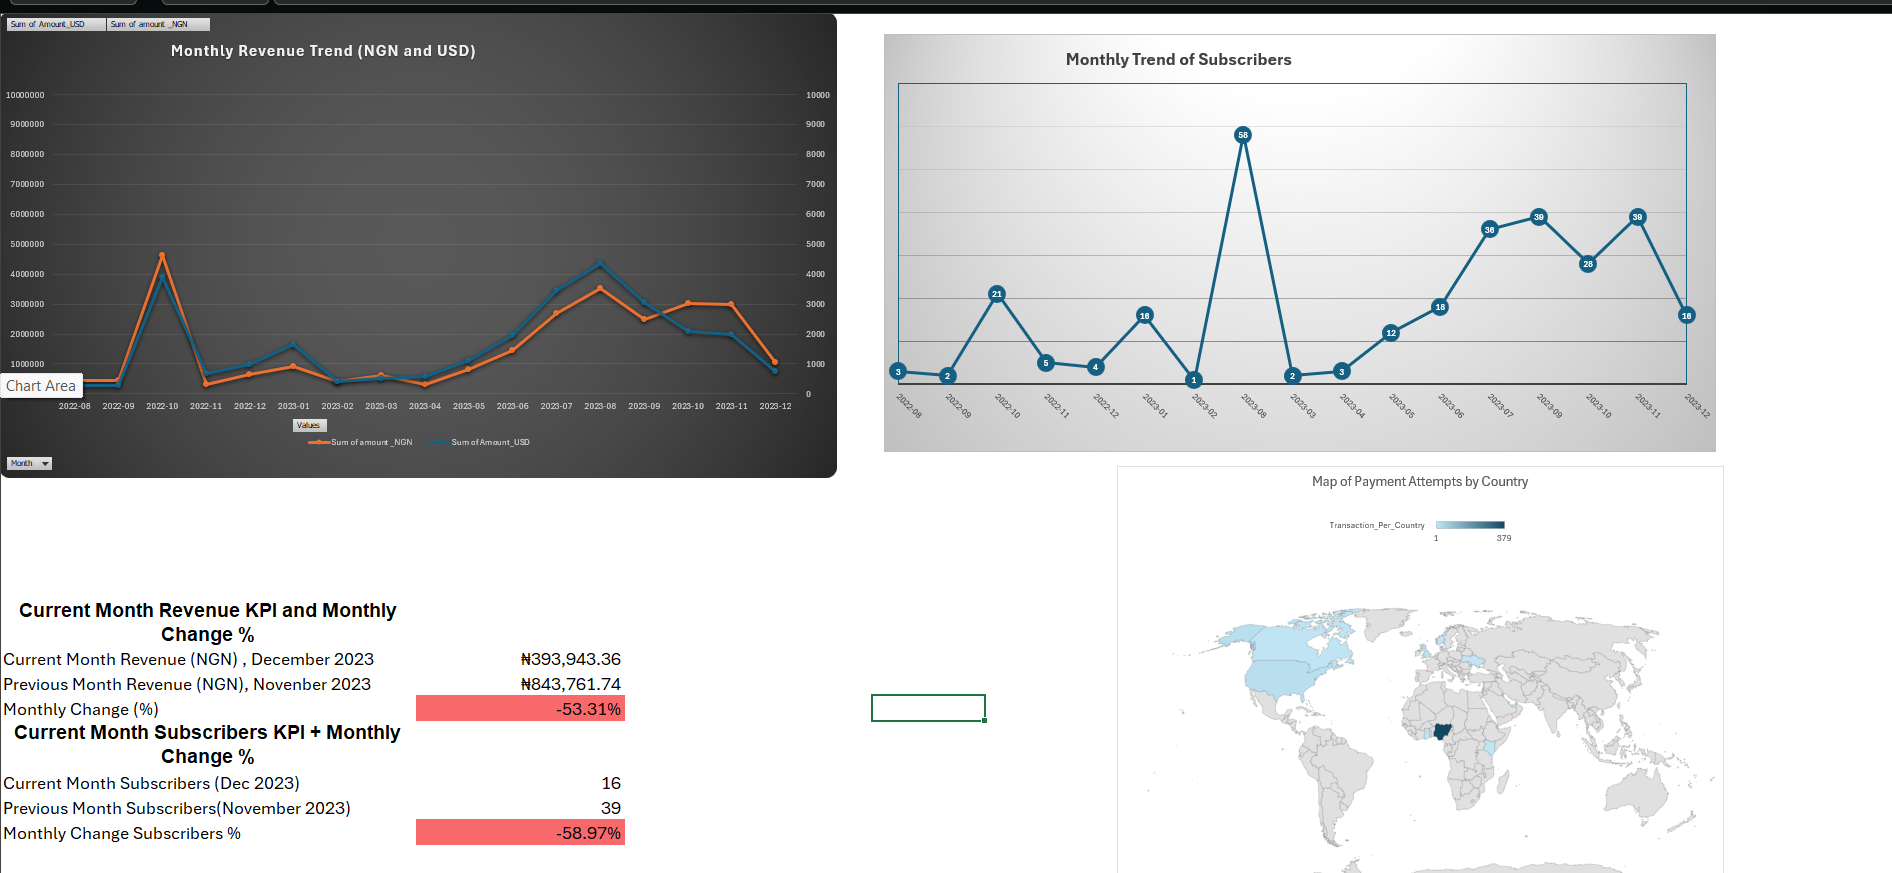 Sum of Amount_USD
Sum of amount _NGN
Monthly Revenue Trend (NGN and USD)
10000000
9000000
8000000
7000000
6000000
5000000
4000000
3000000
2000000
1000000
10000
9000
8000
7000
6000
5000
4000
3000
2000
1000
0
Chart Area
2022-08 2022-09 2022-10 2022-11 2022-12 2023-01 2023-02 2023-03 2023-04 2023-05 2023-06 2023-07 2023-08 2023-09 2023-10 2023-11 2023-12
Values
Sum of amount _NGN
Sum of Amount_USD
Month
Monthly Trend of Subscribers
3 2 21 5 4 16 1 58 2 3 12 18 36 39 28 39 16
2022-08 2022-09 2022-10 2022-11 2022-12 2023-01 2023-02 2023-08 2023-03 2023-04 2023-05 2023-06 2023-07 2023-09 2023-10 2023-11 2023-12
Map of Payment Attempts by Country
Transaction_Per_Country
1 379
Current Month Revenue KPI and Monthly
Change %
Current Month Revenue (NGN) , December 2023 ₦393,943.36
Previous Month Revenue (NGN), Novenber 2023 ₦843,761.74
Monthly Change (%) -53.31%
Current Month Subscribers KPI + Monthly
Change %
Current Month Subscribers (Dec 2023) 16
Previous Month Subscribers(November 2023) 39
Monthly Change Subscribers % -58.97%